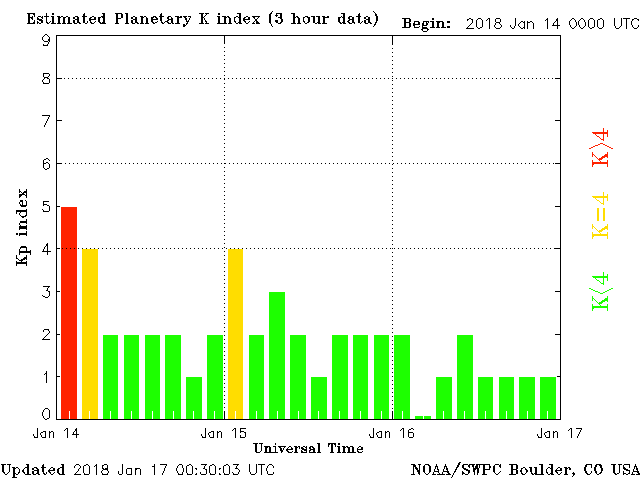 Estimated Planetary K index (3 hour data) Begin: 2018 Jan 14 0000 UTC
9
8
7
6
5
4
3
2
1
0
Kp index
K>4
K=4
K<4
Jan 14 Jan 15 Jan 16 Jan 17
Universal Time
Updated 2018 Jan 17 00:30:03 UTC NOAA/SWPC Boulder, CO USA